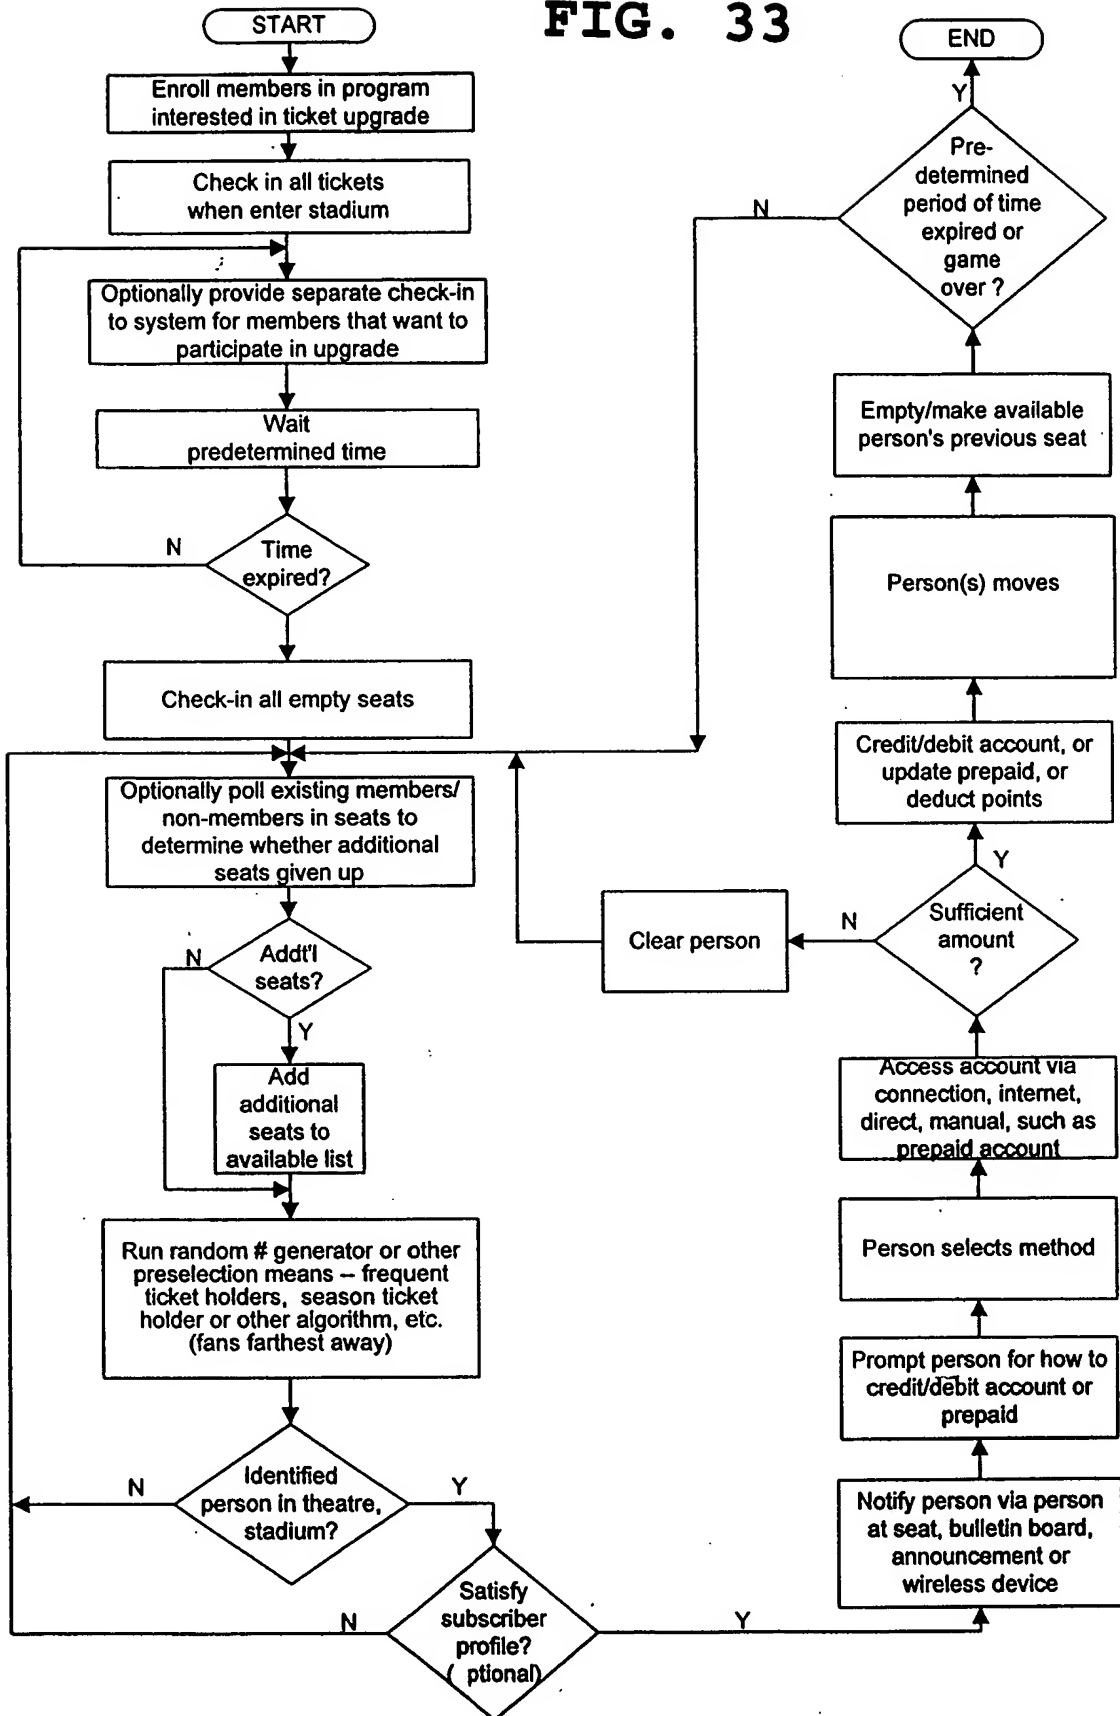 FIG. 33
START
Enroll members in program
interested in ticket upgrade
Check in all tickets
when enter stadium
Optionally provide separate check-in
to system for members that want to
participate in upgrade
Wait
predetermined time
N
Time
expired?
Check-in all empty seats
Optionally poll existing members/
non-members in seats to
determine whether additional
seats given up
N
Addt'l
seats?
Y
Add
additional
seats to
available list
Run random # generator or other
preselection means – frequent
ticket holders, season ticket
holder or other algorithm, etc.
(fans farthest away)
N
Identified
person in theatre,
stadium?
Y
N
Satisfy
subscriber
profile?
( ptional)
Y
Notify person via person
at seat, bulletin board,
announcement or
wireless device
Prompt person for how to
credit/debit account or
prepaid
Person selects method
Access account via
connection, internet,
direct, manual, such as
prepaid account
Sufficient
amount
?
N
Clear person
Y
Credit/debit account, or
update prepaid, or
deduct points
Person(s) moves
Empty/make available
person's previous seat
Pre-
determined
period of time
expired or
game
over ?
N
Y
END